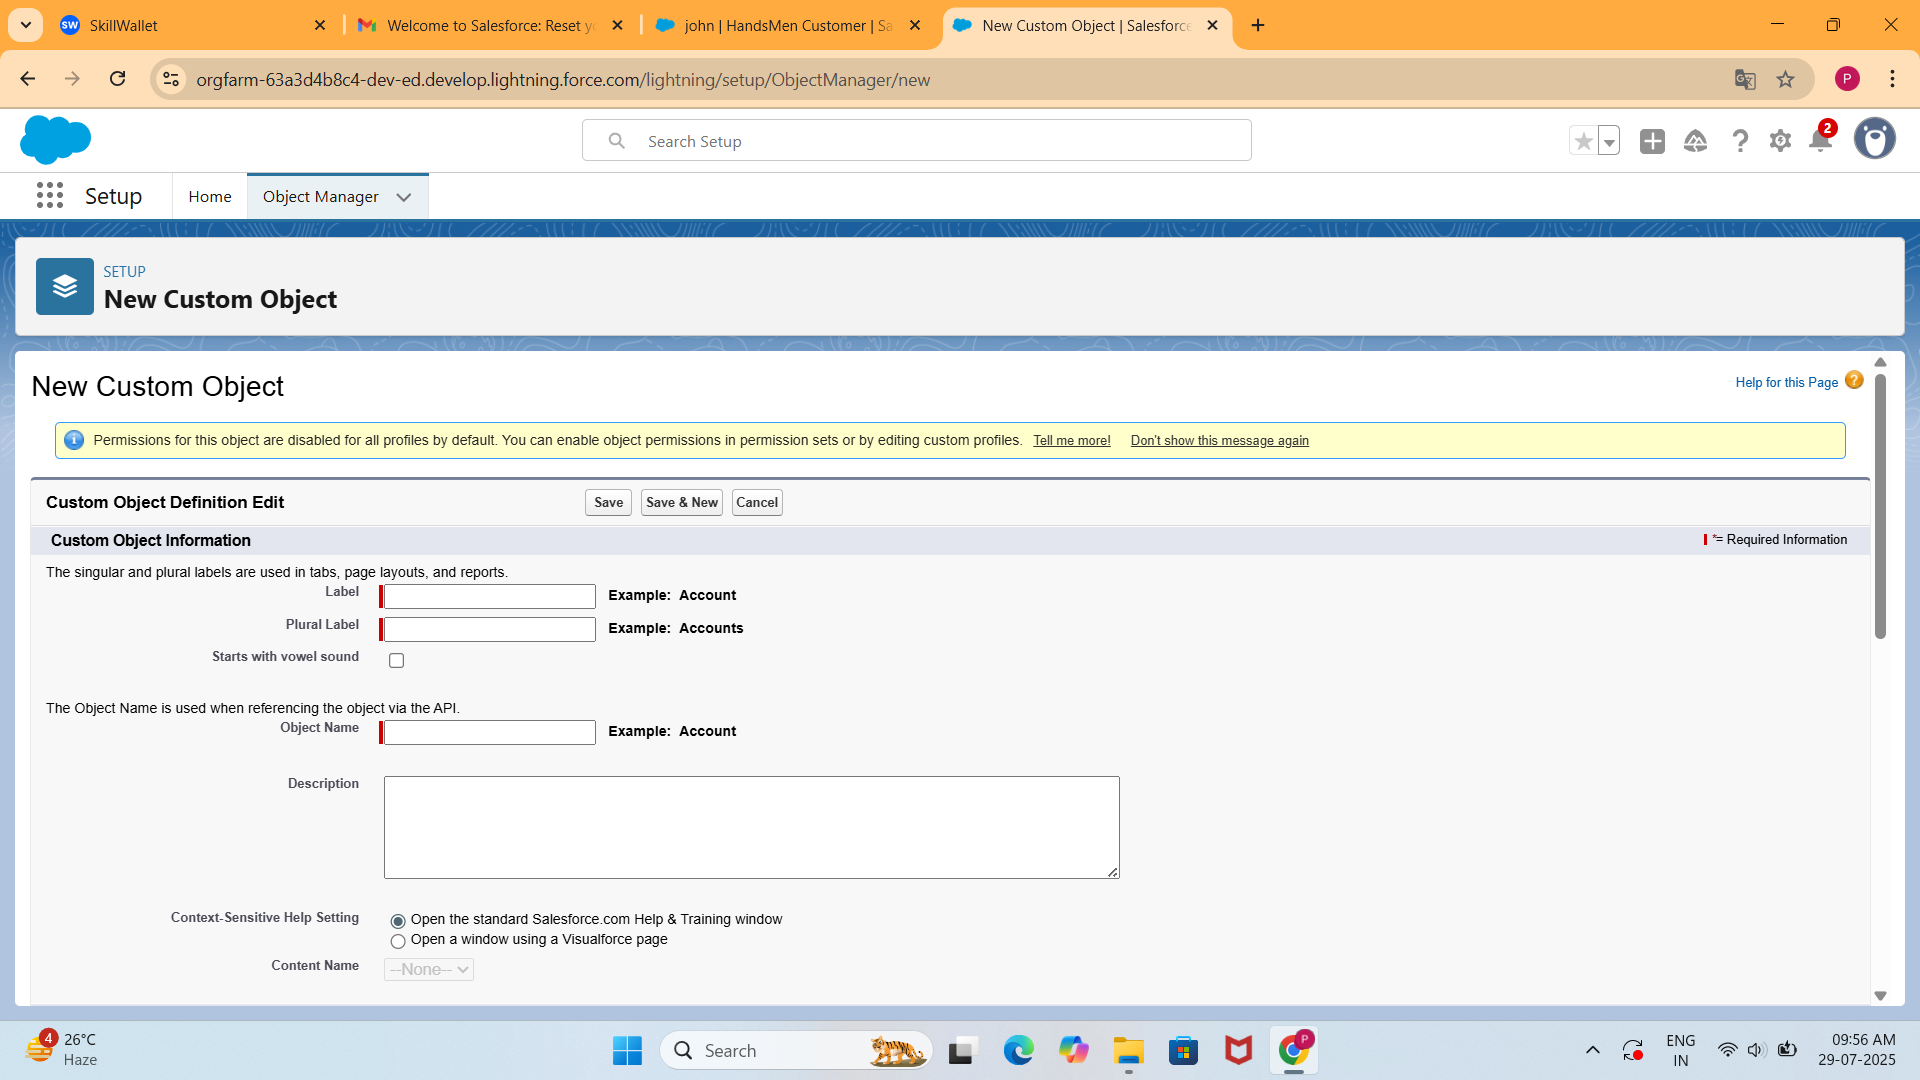 SW SkillWallet
Welcome to Salesforce: Reset yo
john | HandsMen Customer | Sa
New Custom Object | Salesforce
orgfarm-63a3d4b8c4-dev-ed.develop.lightning.force.com/lightning/setup/ObjectManager/new
P
Search Setup
2
Setup
Home
Object Manager
SETUP
New Custom Object
New Custom Object
Help for this Page ?
Permissions for this object are disabled for all profiles by default. You can enable object permissions in permission sets or by editing custom profiles. Tell me more! Don't show this message again
Custom Object Definition Edit
Save
Save & New
Cancel
Custom Object Information
*= Required Information
The singular and plural labels are used in tabs, page layouts, and reports.
Label
Example: Account
Plural Label
Example: Accounts
Starts with vowel sound
The Object Name is used when referencing the object via the API.
Object Name
Example: Account
Description
Context-Sensitive Help Setting
Open the standard Salesforce.com Help & Training window
Open a window using a Visualforce page
Content Name
--None--
4
26°C
Haze
Search
P
ENG
IN
09:56 AM
29-07-2025